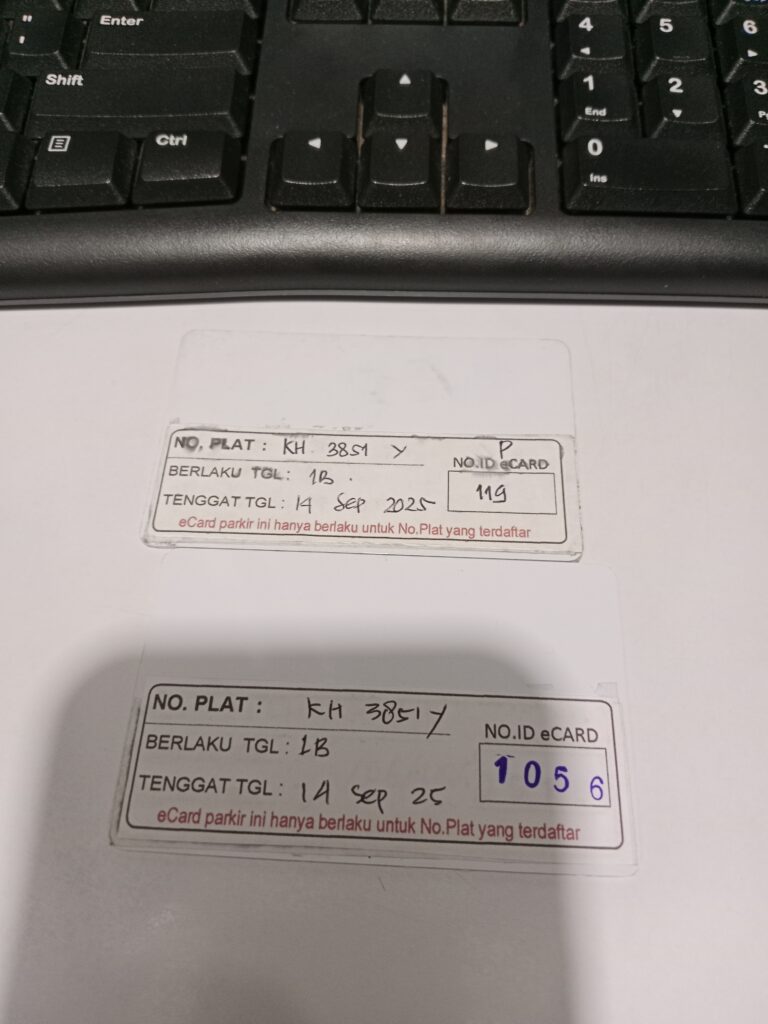 " Enter 4 5 6
'
Shift 1 2 3
End
Ctrl 0
Ins
NO. PLAT : KH 3851 Y P
BERLAKU TGL: 1B . NO.ID eCARD
TENGGAT TGL: 14 Sep 2025 119
eCard parkir ini hanya berlaku untuk No.Plat yang terdaftar
NO. PLAT : KH 3851 Y NO.ID eCARD
BERLAKU TGL: 1B 1056
TENGGAT TGL: 14 Sep 25
eCard parkir ini hanya berlaku untuk No.Plat yang terdaftar